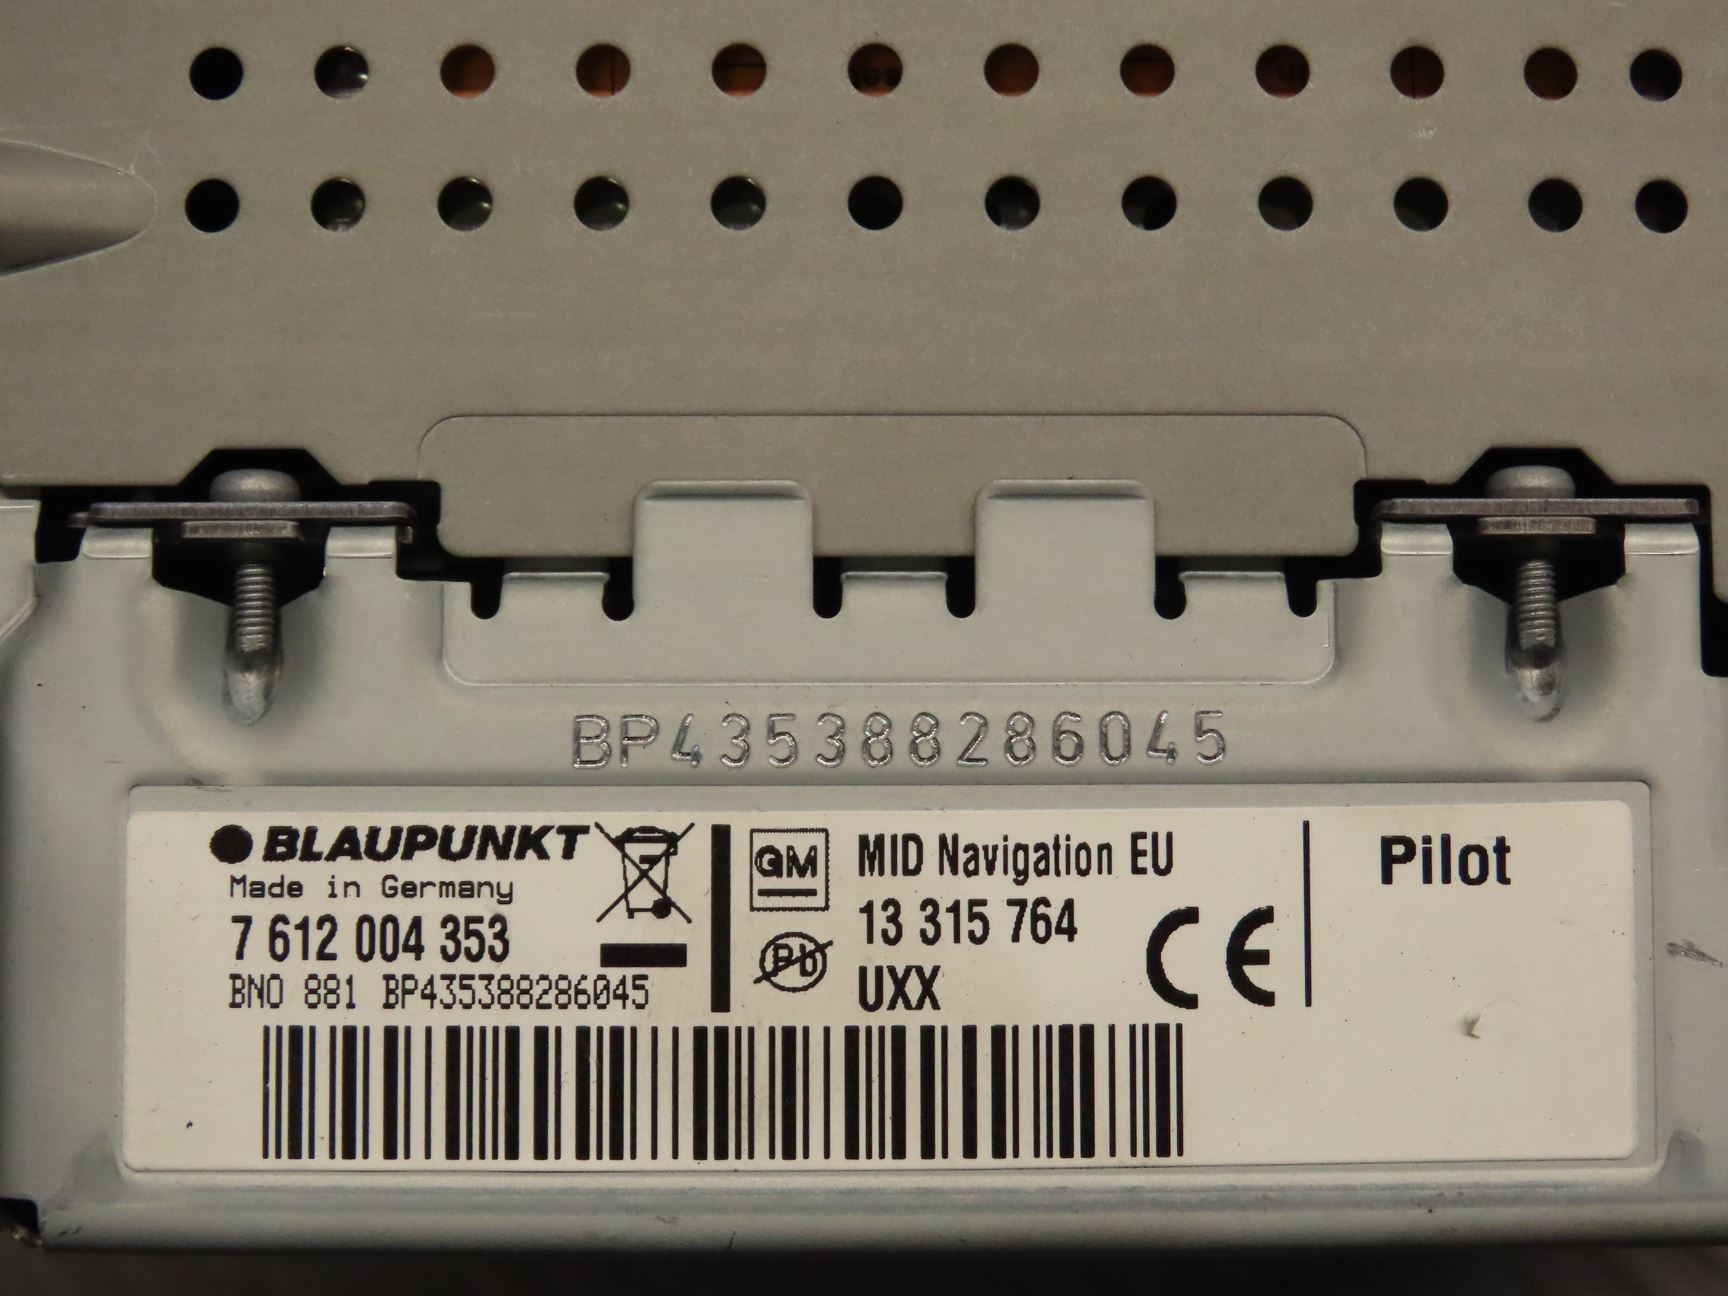 BP435388286045
BLAUPUNKT
Made in Germany
7 612 004 353
BNO 881 BP435388286045
GM
Pb
MID Navigation EU
13 315 764
UXX
CE
Pilot